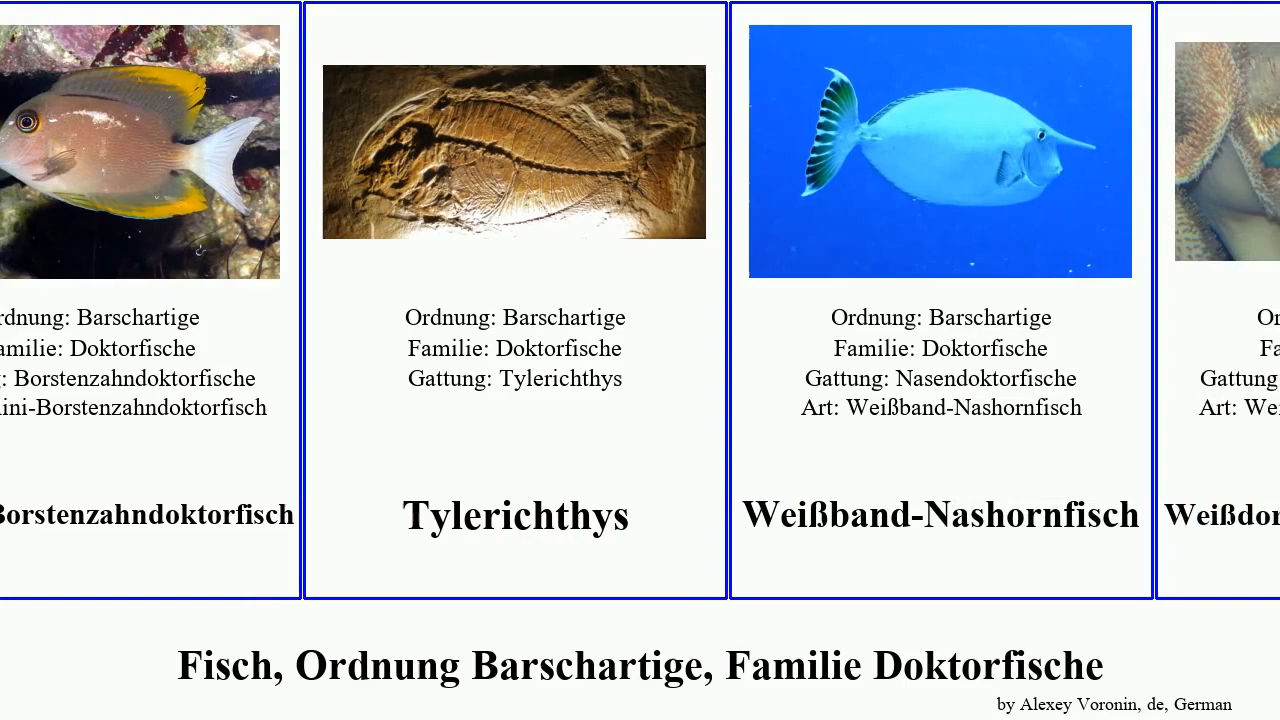 rdnung: Barschartige
amilie: Doktorfische
: Borstenzahndoktorfische
ini-Borstenzahndoktorfisch
Borstenzahndoktorfisch
Ordnung: Barschartige
Familie: Doktorfische
Gattung: Tylerichthys
Tylerichthys
Ordnung: Barschartige
Familie: Doktorfische
Gattung: Nasendoktorfische
Art: Weißband-Nashornfisch
Weißband-Nashornfisch
Or
Fa
Gattung
Art: Wei
Weißdor
Fisch, Ordnung Barschartige, Familie Doktorfische
by Alexey Voronin, de, German